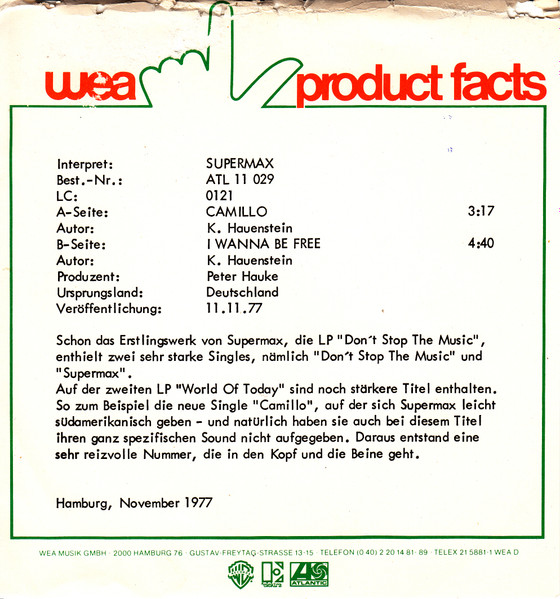 wea product facts
Interpret: SUPERMAX
Best.-Nr.: ATL 11 029
LC: 0121
A-Seite: CAMILLO 3:17
Autor: K. Hauenstein
B-Seite: I WANNA BE FREE 4:40
Autor: K. Hauenstein
Produzent: Peter Hauke
Ursprungsland: Deutschland
Veröffentlichung: 11.11.77
Schon das Erstlingswerk von Supermax, die LP "Don't Stop The Music",
enthielt zwei sehr starke Singles, nämlich "Don't Stop The Music" und
"Supermax".
Auf der zweiten LP "World Of Today" sind noch stärkere Titel enthalten.
So zum Beispiel die neue Single "Camillo", auf der sich Supermax leicht
südamerikanisch geben - und natürlich haben sie auch bei diesem Titel
ihren ganz spezifischen Sound nicht aufgegeben. Daraus entstand eine
sehr reizvolle Nummer, die in den Kopf und die Beine geht.
Hamburg, November 1977
WEA MUSIK GMBH · 2000 HAMBURG 76 · GUSTAV-FREYTAG-STRASSE 13-15 · TELEFON (0 40) 2 20 14 81-89 · TELEX 21 5881-1 WEA D
elektra ATLANTIC